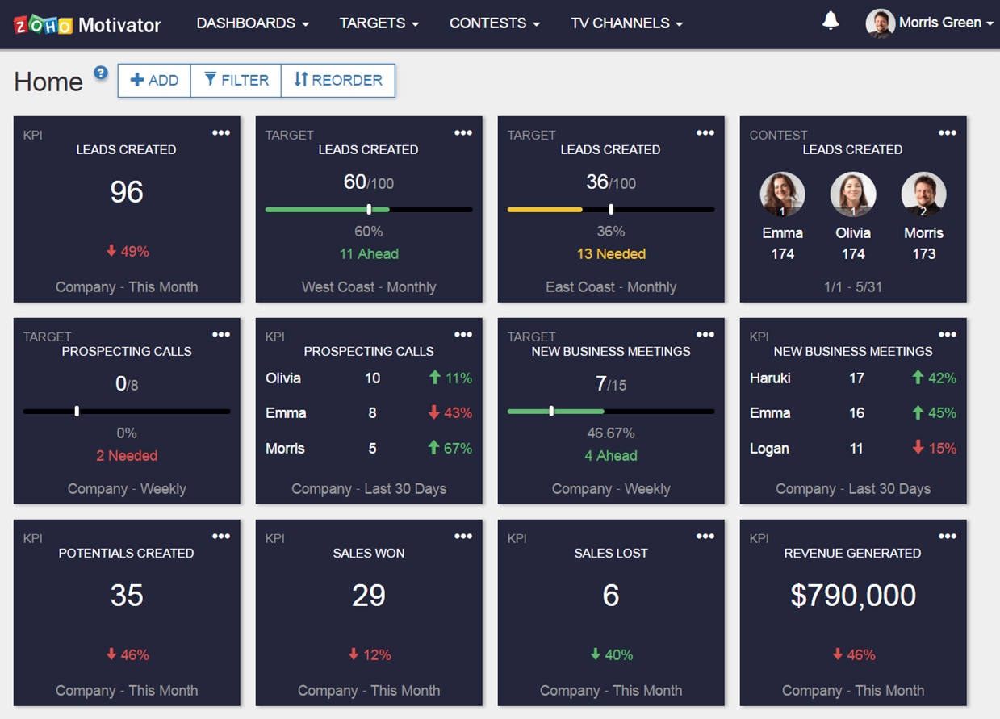 ZOHO Motivator DASHBOARDS TARGETS CONTESTS TV CHANNELS Morris Green
Home ? ADD FILTER REORDER
KPI
LEADS CREATED
96
49%
Company - This Month
TARGET
LEADS CREATED
60/100
60%
11 Ahead
West Coast - Monthly
TARGET
LEADS CREATED
36/100
36%
13 Needed
East Coast - Monthly
CONTEST
LEADS CREATED
1 1 2
Emma Olivia Morris
174 174 173
1/1 - 5/31
TARGET
PROSPECTING CALLS
0/8
0%
2 Needed
Company - Weekly
KPI
PROSPECTING CALLS
Olivia 10 11%
Emma 8 43%
Morris 5 67%
Company - Last 30 Days
TARGET
NEW BUSINESS MEETINGS
7/15
46.67%
4 Ahead
Company - Weekly
KPI
NEW BUSINESS MEETINGS
Haruki 17 42%
Emma 16 45%
Logan 11 15%
Company - Last 30 Days
KPI
POTENTIALS CREATED
35
46%
Company - This Month
KPI
SALES WON
29
12%
Company - This Month
KPI
SALES LOST
6
40%
Company - This Month
KPI
REVENUE GENERATED
$790,000
46%
Company - This Month